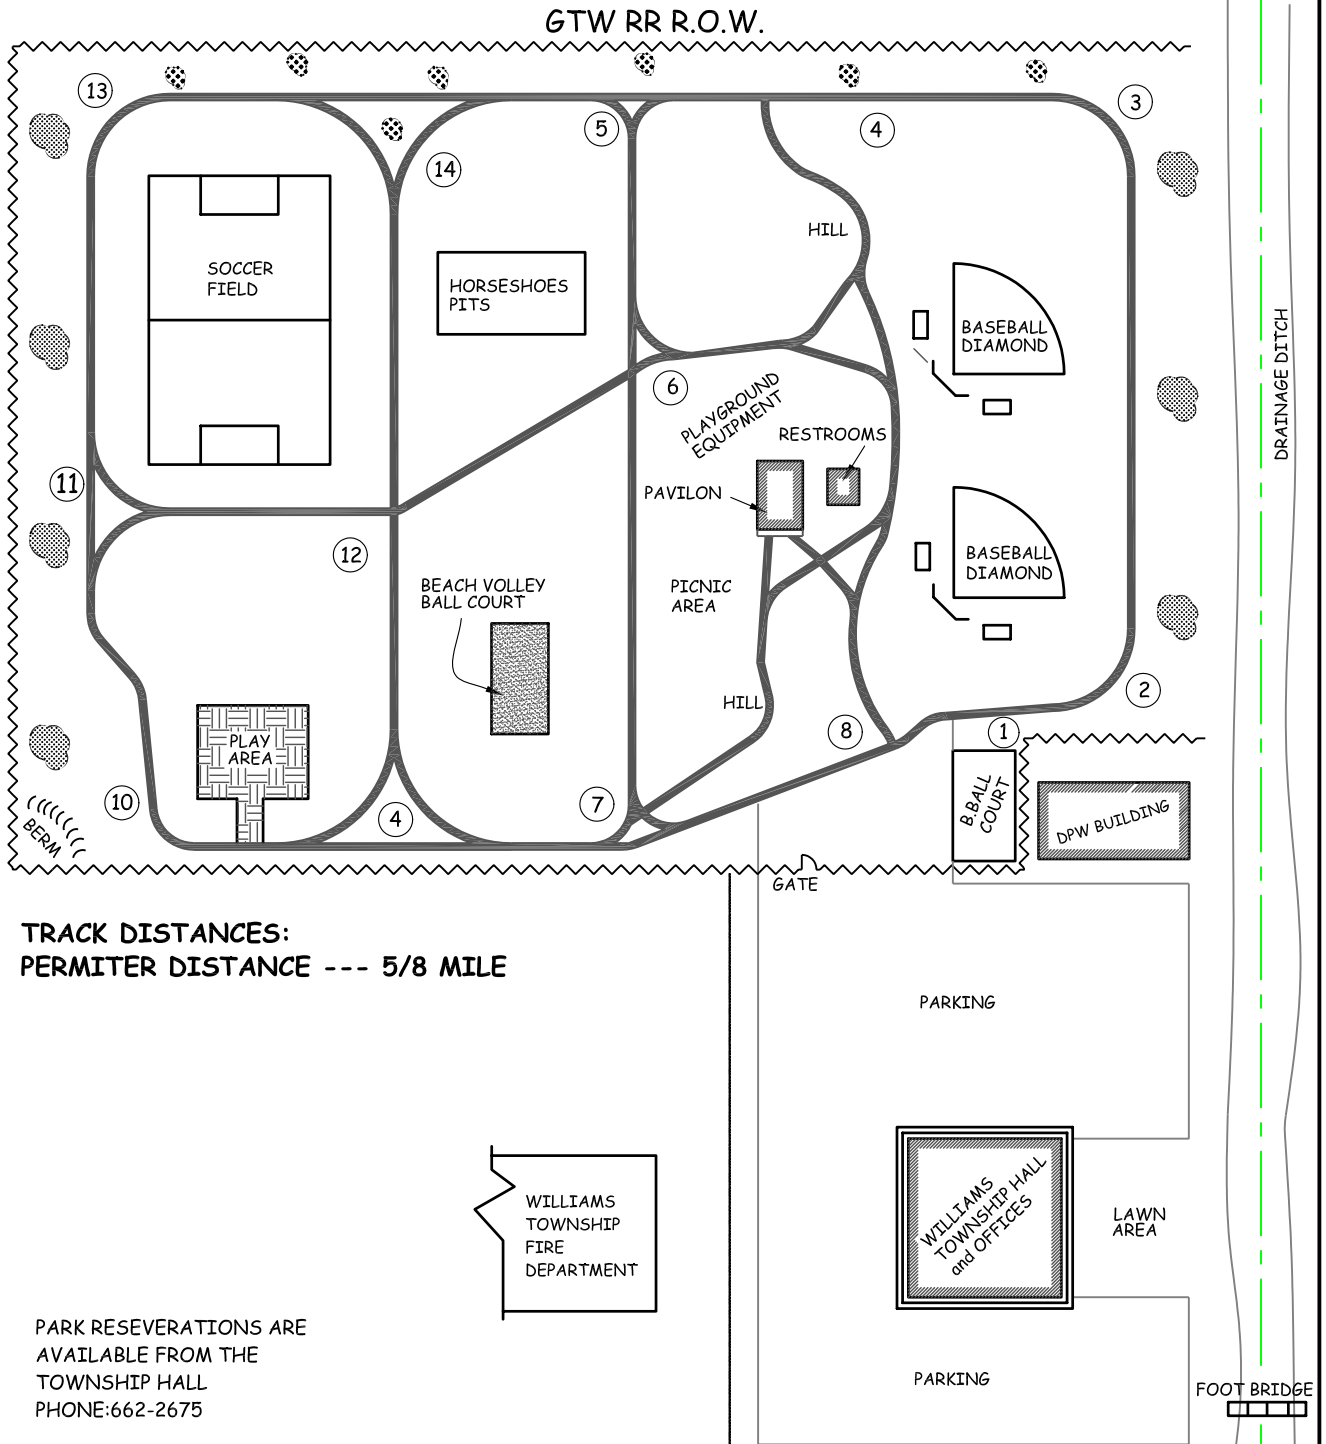 GTW RR R.O.W.
13
3
5
4
14
HILL
SOCCER
FIELD
HORSESHOES
PITS
BASEBALL
DIAMOND
DRAINAGE DITCH
6
PLAYGROUND
EQUIPMENT
RESTROOMS
11
PAVILON
12
BASEBALL
DIAMOND
BEACH VOLLEY
BALL COURT
PICNIC
AREA
2
HILL
8
1
PLAY
AREA
10
4
7
B.BALL
COURT
DPW BUILDING
BERM
GATE
TRACK DISTANCES:
PERMITER DISTANCE --- 5/8 MILE
PARKING
WILLIAMS
TOWNSHIP HALL
and OFFICES
LAWN
AREA
WILLIAMS
TOWNSHIP
FIRE
DEPARTMENT
PARK RESEVERATIONS ARE
AVAILABLE FROM THE
TOWNSHIP HALL
PHONE:662-2675
PARKING
FOOT BRIDGE